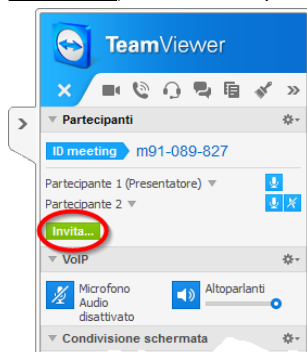 TeamViewer
Partecipanti
ID meeting m91-089-827
Partecipante 1 (Presentatore)
Partecipante 2
Invita...
VoIP
Microfono Altoparlanti
Audio
disattivato
Condivisione schermata